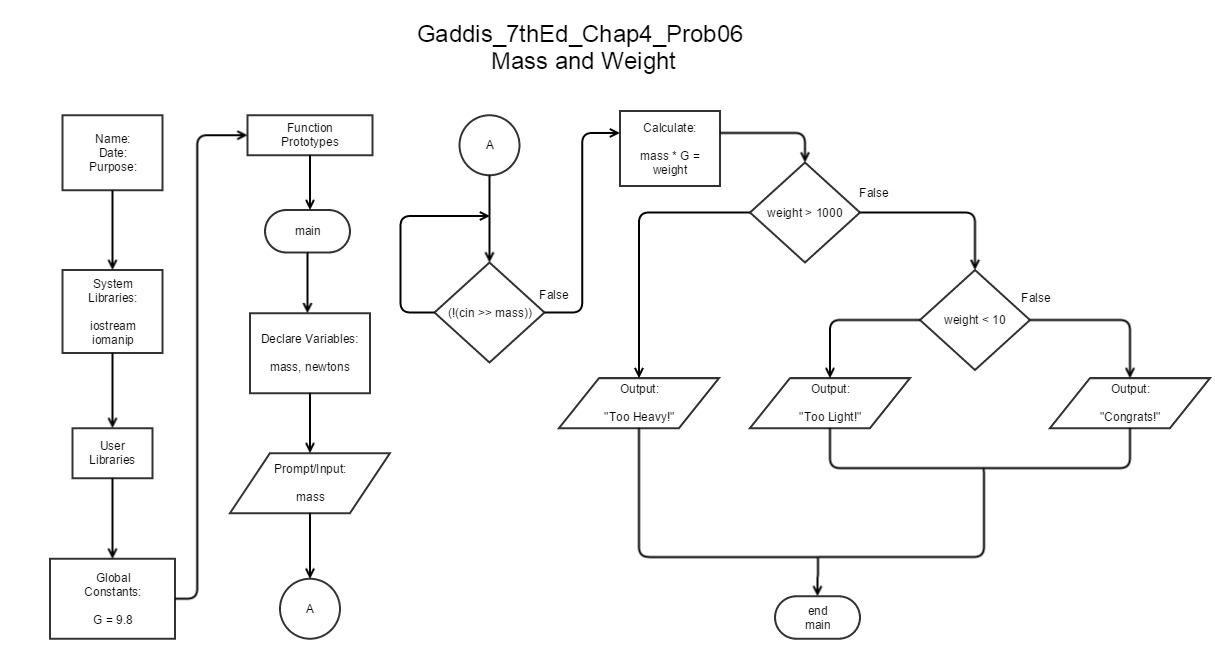 Gaddis_7thEd_Chap4_Prob06
Mass and Weight
Name:
Date:
Purpose:
System
Libraries:
iostream
iomanip
User
Libraries
Global
Constants:
G = 9.8
Function
Prototypes
main
Declare Variables:
mass, newtons
Prompt/Input:
mass
A
A
(!(cin >> mass))
False
Calculate:
mass * G =
weight
weight > 1000
False
weight < 10
False
Output:
"Too Heavy!"
Output:
"Too Light!"
Output:
"Congrats!"
end
main